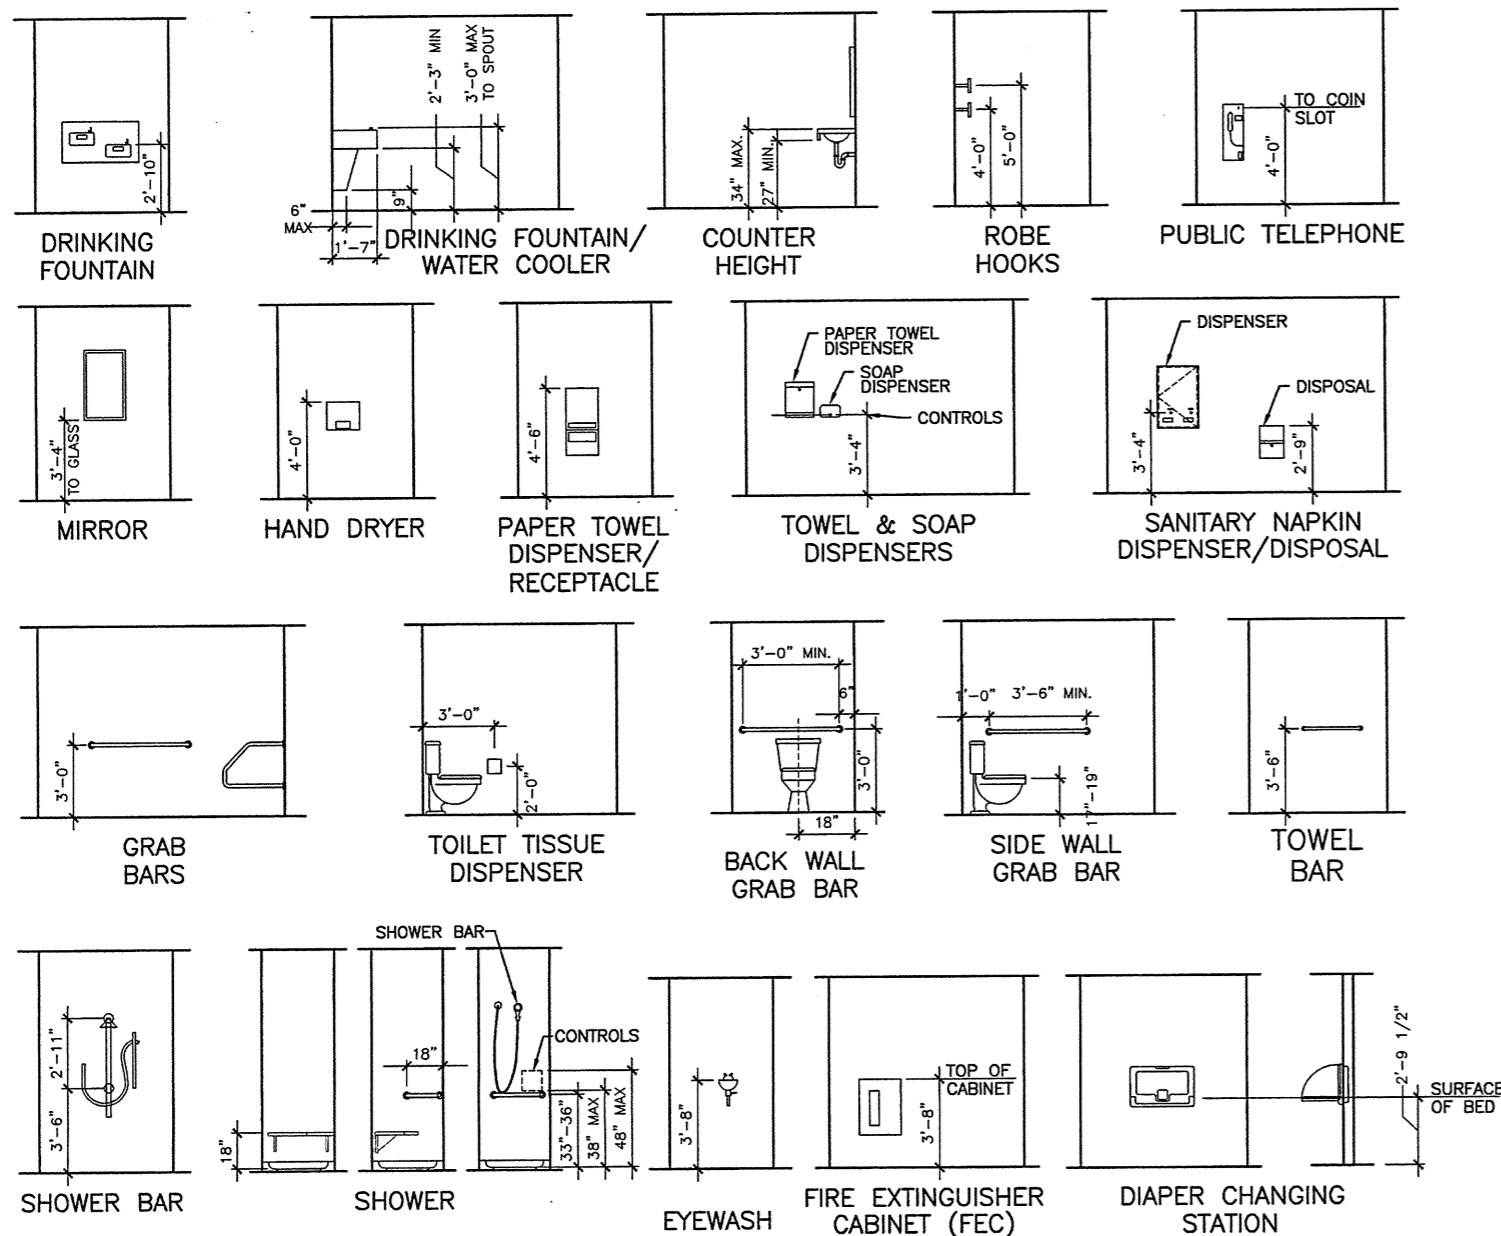 2'-10"
DRINKING
FOUNTAIN
2'-3" MIN
3'-0" MAX
TO SPOUT
9"
6"
MAX
1'-7"
DRINKING FOUNTAIN/
WATER COOLER
34" MAX.
27" MIN.
COUNTER
HEIGHT
4'-0"
5'-0"
ROBE
HOOKS
TO COIN
SLOT
4'-0"
PUBLIC TELEPHONE
3'-4"
TO GLASS
MIRROR
4'-0"
HAND DRYER
4'-6"
PAPER TOWEL
DISPENSER/
RECEPTACLE
PAPER TOWEL
DISPENSER
SOAP
DISPENSER
CONTROLS
3'-4"
TOWEL & SOAP
DISPENSERS
DISPENSER
DISPOSAL
3'-4"
2'-9"
SANITARY NAPKIN
DISPENSER/DISPOSAL
3'-0"
GRAB
BARS
3'-0"
2'-0"
TOILET TISSUE
DISPENSER
3'-0" MIN.
6"
3'-0"
18"
BACK WALL
GRAB BAR
1'-0"
3'-6" MIN.
17"-19"
SIDE WALL
GRAB BAR
3'-6"
TOWEL
BAR
2'-11"
3'-6"
SHOWER BAR
SHOWER BAR
CONTROLS
18"
18"
33"-36"
38" MAX
48" MAX
SHOWER
3'-8"
EYEWASH
TOP OF
CABINET
3'-8"
FIRE EXTINGUISHER
CABINET (FEC)
2'-9 1/2"
SURFACE
OF BED
DIAPER CHANGING
STATION